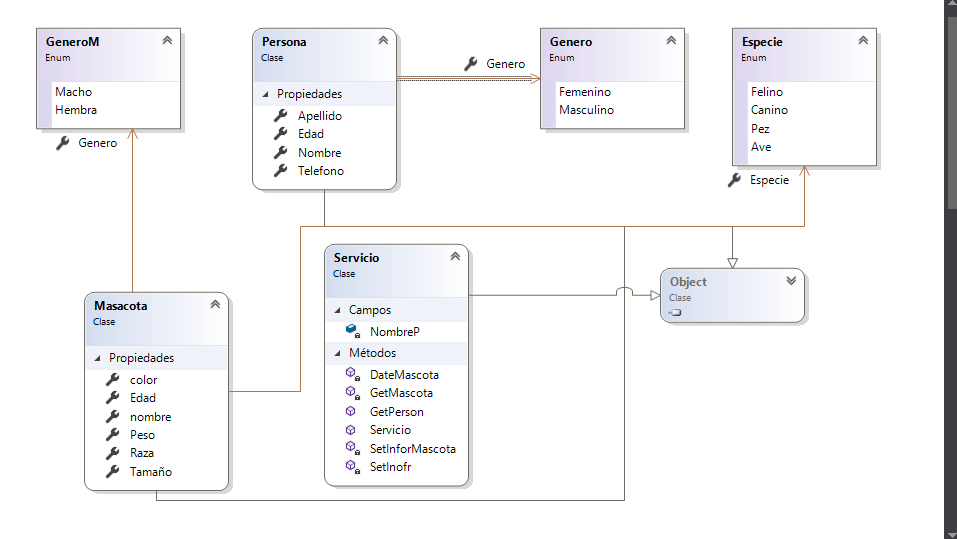 GeneroM
Enum
Macho
Hembra
Genero
Persona
Clase
Propiedades
Apellido
Edad
Nombre
Telefono
Genero
Genero
Enum
Femenino
Masculino
Especie
Enum
Felino
Canino
Pez
Ave
Especie
Masacota
Clase
Propiedades
color
Edad
nombre
Peso
Raza
Tamaño
Servicio
Clase
Campos
NombreP
Métodos
DateMascota
GetMascota
GetPerson
Servicio
SetInforMascota
SetInofr
Object
Clase